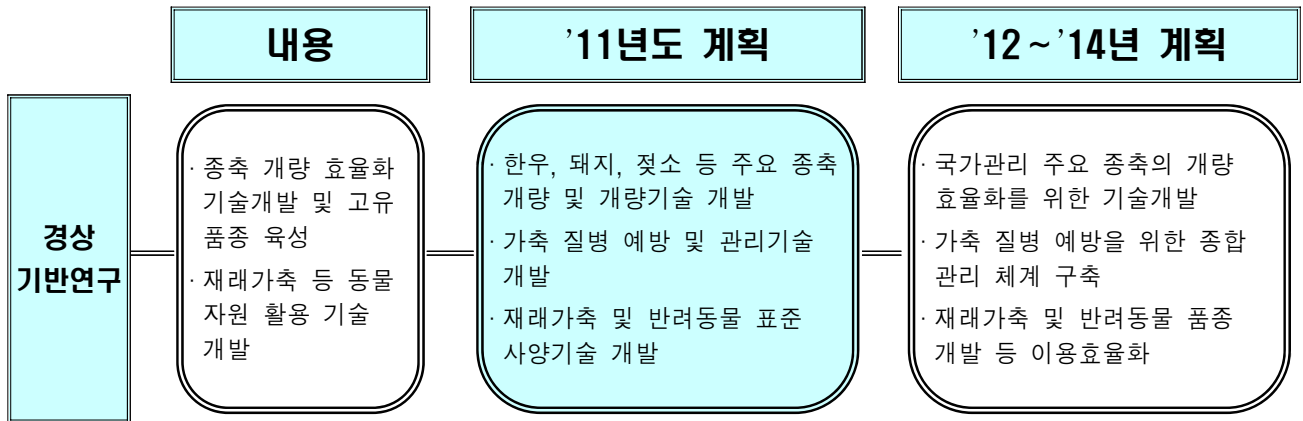 내용
’11년도 계획
’12～’14년 계획
경상
기반연구
· 종축 개량 효율화
기술개발 및 고유
품종 육성
· 재래가축 등 동물
자원 활용 기술
개발
· 한우, 돼지, 젖소 등 주요 종축
개량 및 개량기술 개발
· 가축 질병 예방 및 관리기술
개발
· 재래가축 및 반려동물 표준
사양기술 개발
· 국가관리 주요 종축의 개량
효율화를 위한 기술개발
· 가축 질병 예방을 위한 종합
관리 체계 구축
· 재래가축 및 반려동물 품종
개발 등 이용효율화